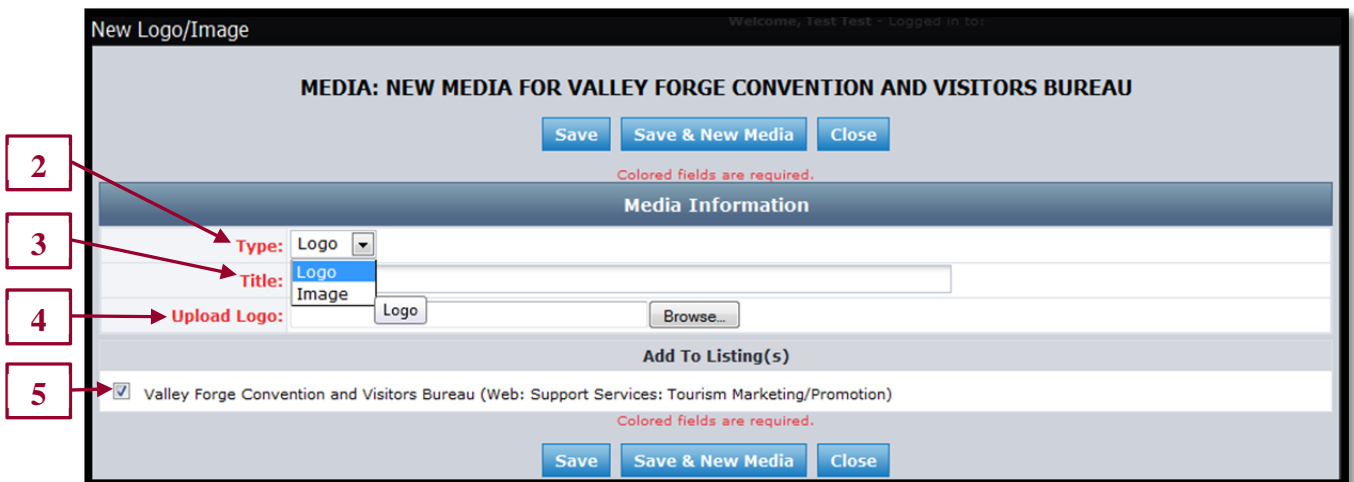 Welcome, Test Test - Logged in to:
New Logo/Image
MEDIA: NEW MEDIA FOR VALLEY FORGE CONVENTION AND VISITORS BUREAU
Save Save & New Media Close
Colored fields are required.
2
Media Information
3
Type: Logo
Title: Logo
Image
4
Upload Logo: Logo Browse...
Add To Listing(s)
5
Valley Forge Convention and Visitors Bureau (Web: Support Services: Tourism Marketing/Promotion)
Colored fields are required.
Save Save & New Media Close